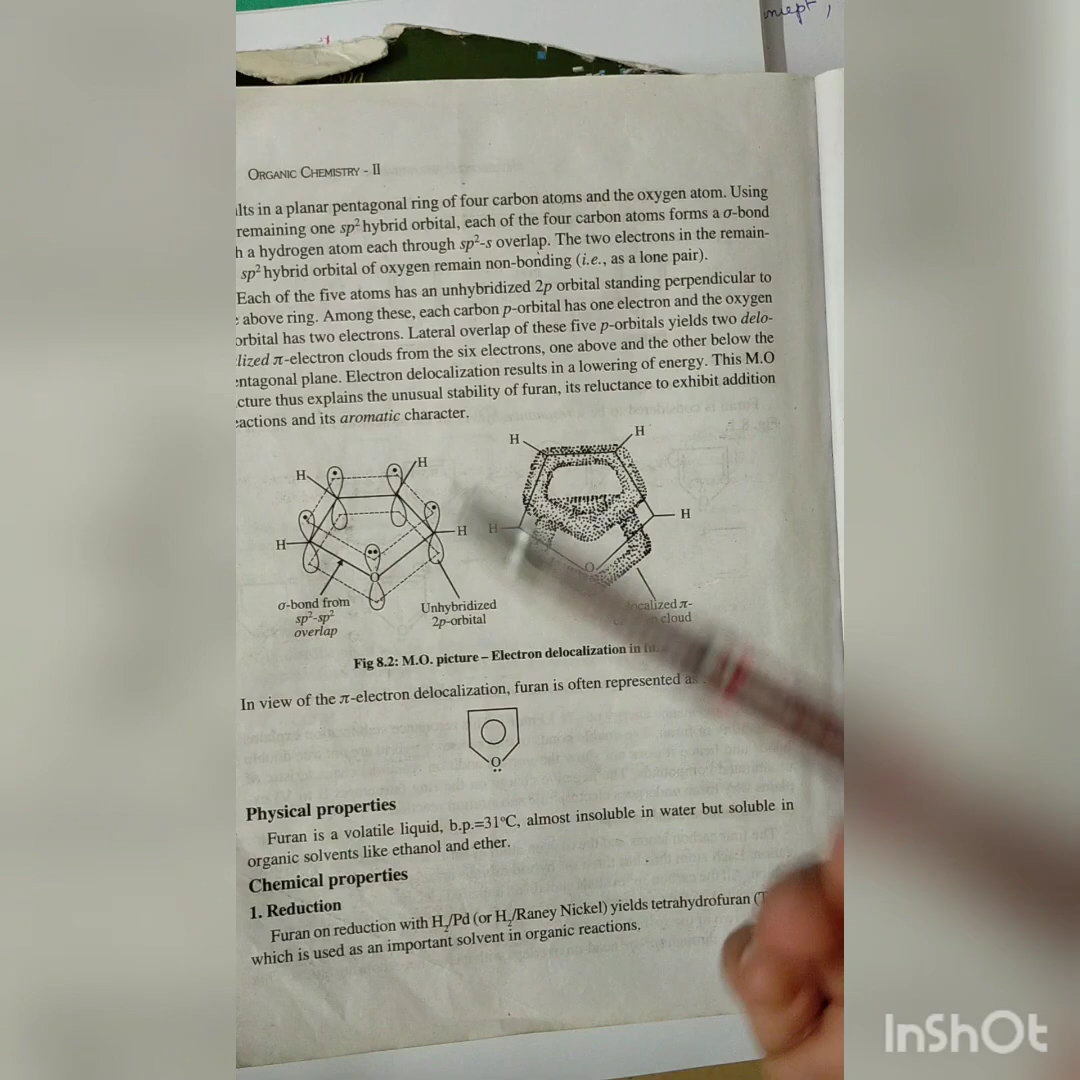 ORGANIC CHEMISTRY - II
lts in a planar pentagonal ring of four carbon atoms and the oxygen atom. Using
remaining one sp² hybrid orbital, each of the four carbon atoms forms a σ-bond
h a hydrogen atom each through sp²-s overlap. The two electrons in the remain-
sp² hybrid orbital of oxygen remain non-bonding (i.e., as a lone pair).
Each of the five atoms has an unhybridized 2p orbital standing perpendicular to
above ring. Among these, each carbon p-orbital has one electron and the oxygen
orbital has two electrons. Lateral overlap of these five p-orbitals yields two delo-
lized π-electron clouds from the six electrons, one above and the other below the
entagonal plane. Electron delocalization results in a lowering of energy. This M.O
cture thus explains the unusual stability of furan, its reluctance to exhibit addition
eactions and its aromatic character.
H H H H
O
σ-bond from
sp²-sp²
overlap
Unhybridized
2p-orbital
H H H H
O
calized π-
cloud
Fig 8.2: M.O. picture – Electron delocalization in fu
In view of the π-electron delocalization, furan is often represented as
O
Physical properties
Furan is a volatile liquid, b.p.=31°C, almost insoluble in water but soluble in
organic solvents like ethanol and ether.
Chemical properties
1. Reduction
Furan on reduction with H₂/Pd (or H₂/Raney Nickel) yields tetrahydrofuran (T
which is used as an important solvent in organic reactions.
InShOt